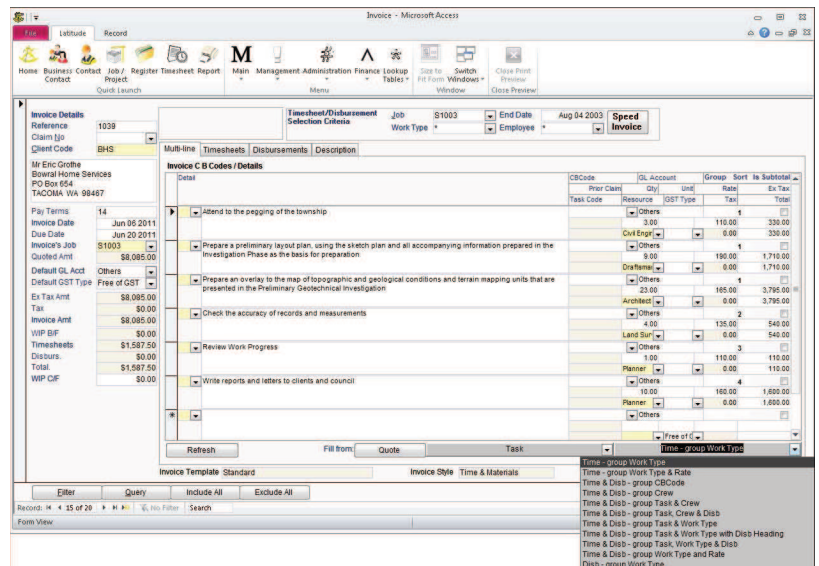 Invoice - Microsoft Access
File Latitude Record
Home Business Contact Contact Job / Project Register Timesheet Report Main Management Administration Finance Lookup Tables Size to Fit Form Switch Windows Close Print Preview
Quick Launch Menu Window Close Preview
Invoice Details
Reference 1039
Claim No
Client Code BHS
Mr Eric Grothe
Bowral Home Services
PO Box 654
TACOMA WA 98467
Pay Terms 14
Invoice Date Jun 06 2011
Due Date Jun 20 2011
Invoice's Job S1003
Quoted Amt $8,085.00
Default GL Acct Others
Default GST Type Free of GST
Ex Tax Amt $8,085.00
Tax $0.00
Invoice Amt $8,085.00
WIP B/F $0.00
Timesheets $1,587.50
Disburs. $0.00
Total. $1,587.50
WIP C/F $0.00
Timesheet/Disbursement Selection Criteria
Job S1003 End Date Aug 04 2003
Work Type * Employee *
Speed Invoice
Multi-line Timesheets Disbursements Description
Invoice C B Codes / Details
Detail CBCode GL Account Group Sort Is Subtotal
Prior Claim Qty Unit Rate Ex Tax
Task Code Resource GST Type Tax Total
Attend to the pegging of the township Others 1
3.00 110.00 330.00
Civil Engir 0.00 330.00
Prepare a preliminary layout plan, using the sketch plan and all accompanying information prepared in the Others 1
Investigation Phase as the basis for preparation 9.00 190.00 1,710.00
Draftsmar 0.00 1,710.00
Prepare an overlay to the map of topographic and geological conditions and terrain mapping units that are Others 1
presented in the Preliminary Geotechnical Investigation 23.00 165.00 3,795.00
Architect 0.00 3,795.00
Check the accuracy of records and measurements Others 2
4.00 135.00 540.00
Land Sur 0.00 540.00
Review Work Progress Others 3
1.00 110.00 110.00
Planner 0.00 110.00
Write reports and letters to clients and council Others 4
10.00 160.00 1,600.00
Planner 0.00 1,600.00
* Others
Free of G
Refresh Fill from: Quote Task Time - group Work Type
Invoice Template Standard Invoice Style Time & Materials
Time - group Work Type
Time - group Work Type & Rate
Time & Disb - group CBCode
Time & Disb - group Crew
Time & Disb - group Task & Crew
Time & Disb - group Task, Crew & Disb
Time & Disb - group Task & Work Type
Time & Disb - group Task & Work Type with Disb Heading
Time & Disb - group Task, Work Type & Disb
Time & Disb - group Work Type and Rate
Disb - group Work Type
Filter Query Include All Exclude All
Record: 15 of 20 No Filter Search
Form View